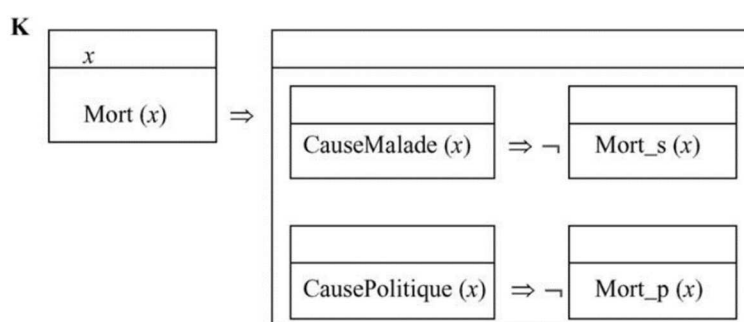 K
x
Mort (x) ⇒
CauseMalade (x) ⇒ ¬ Mort_s (x)
CausePolitique (x) ⇒ ¬ Mort_p (x)